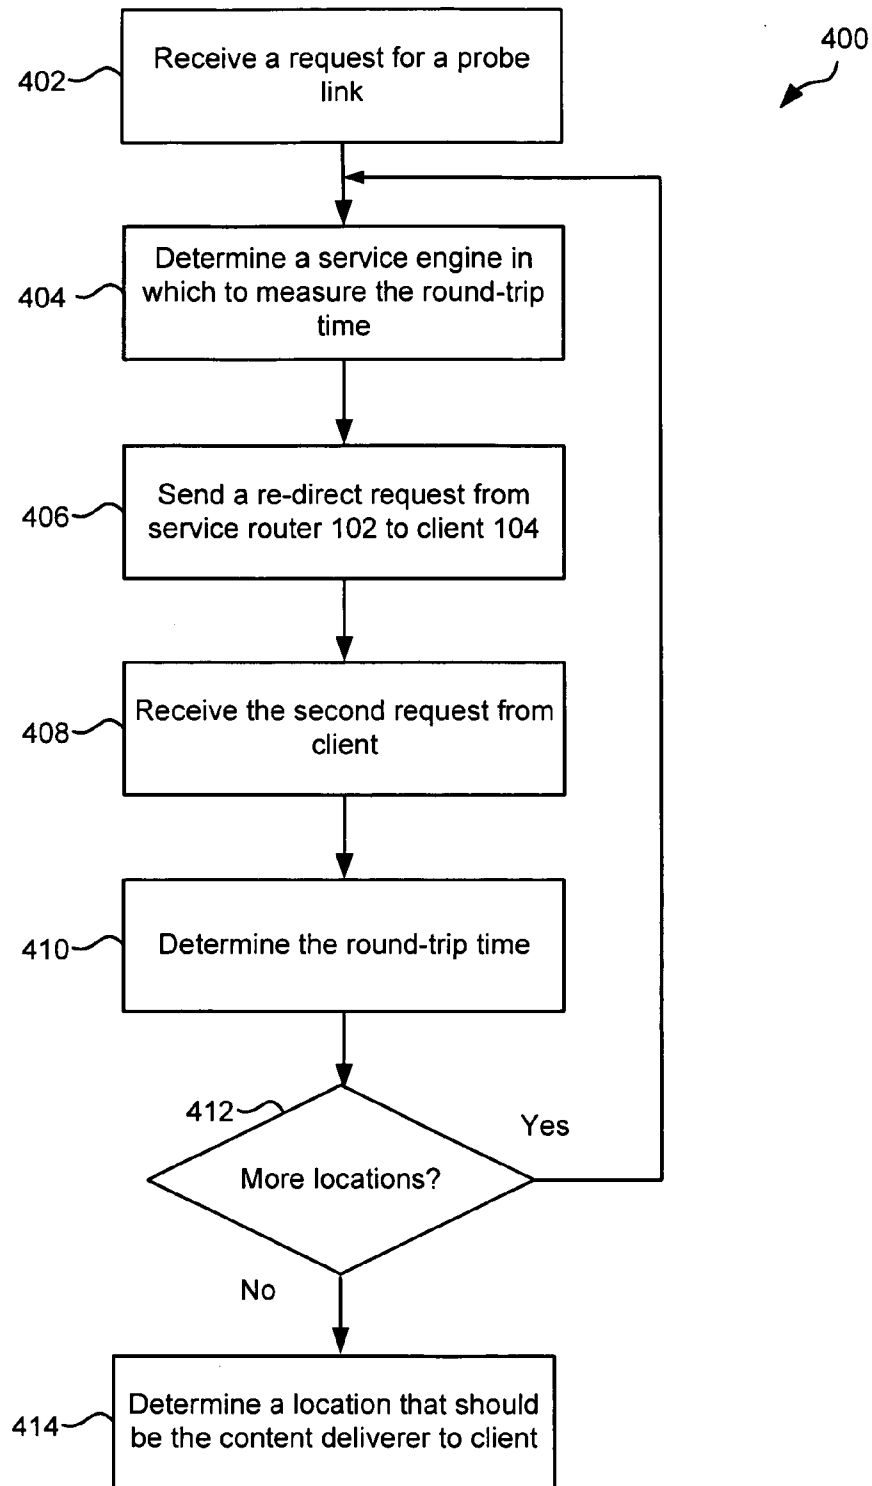 400
402
Receive a request for a probe
link
404
Determine a service engine in
which to measure the round-trip
time
406
Send a re-direct request from
service router 102 to client 104
408
Receive the second request from
client
410
Determine the round-trip time
412
More locations?
Yes
No
414
Determine a location that should
be the content deliverer to client